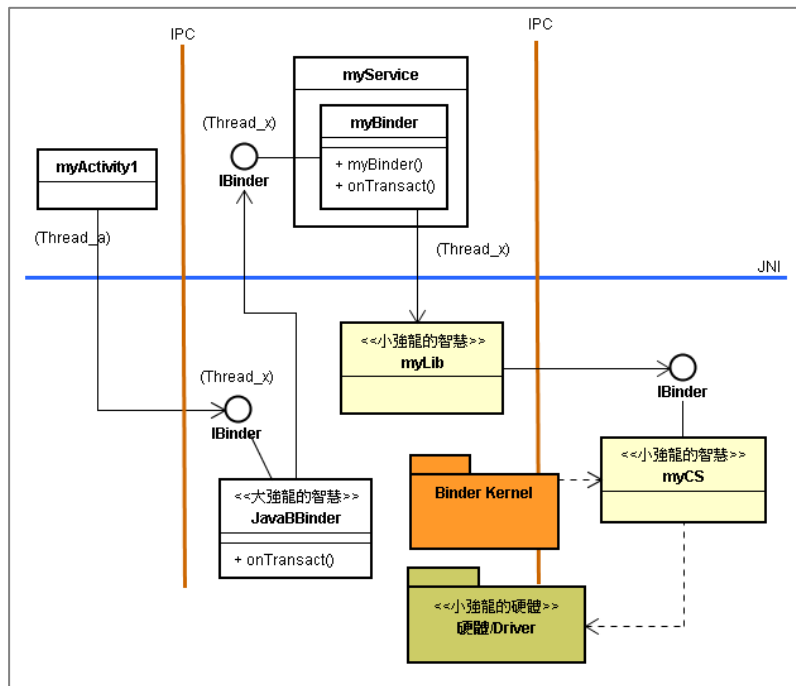 IPC
IPC
myService
(Thread_x)
myBinder
+ myBinder()
+ onTransact()
IBinder
myActivity1
(Thread_a)
(Thread_x)
JNI
<<小強龍的智慧>>
myLib
(Thread_x)
IBinder
IBinder
<<小強龍的智慧>>
myCS
Binder Kernel
<<大強龍的智慧>>
JavaBBinder
+ onTransact()
<<小強龍的硬體>>
硬體/Driver